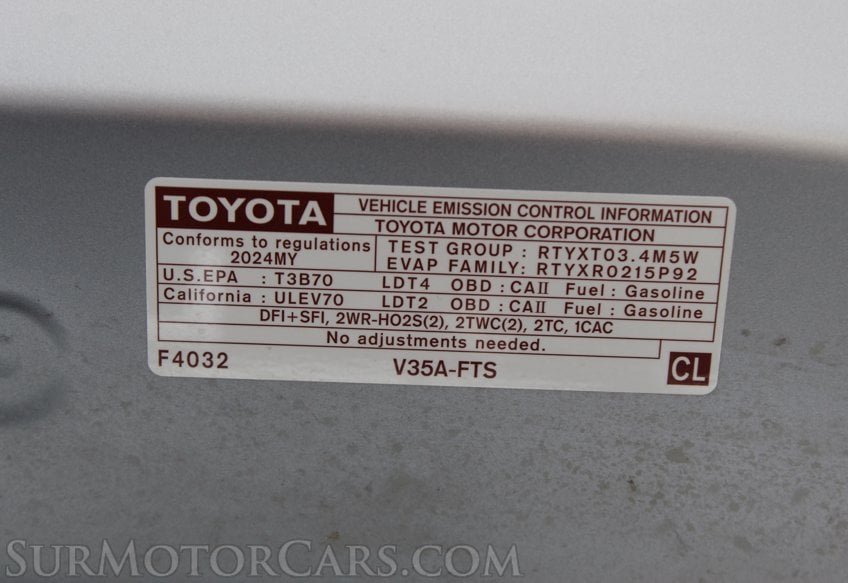 TOYOTA
VEHICLE EMISSION CONTROL INFORMATION
TOYOTA MOTOR CORPORATION
Conforms to regulations
2024MY
TEST GROUP : RTYXT03.4M5W
EVAP FAMILY: RTYXR0215P92
U.S.EPA : T3B70 LDT4 OBD : CAII Fuel : Gasoline
California : ULEV70 LDT2 OBD : CAII Fuel : Gasoline
DFI+SFI, 2WR-HO2S(2), 2TWC(2), 2TC, 1CAC
No adjustments needed.
F4032 V35A-FTS CL
SURMOTORCARS.COM